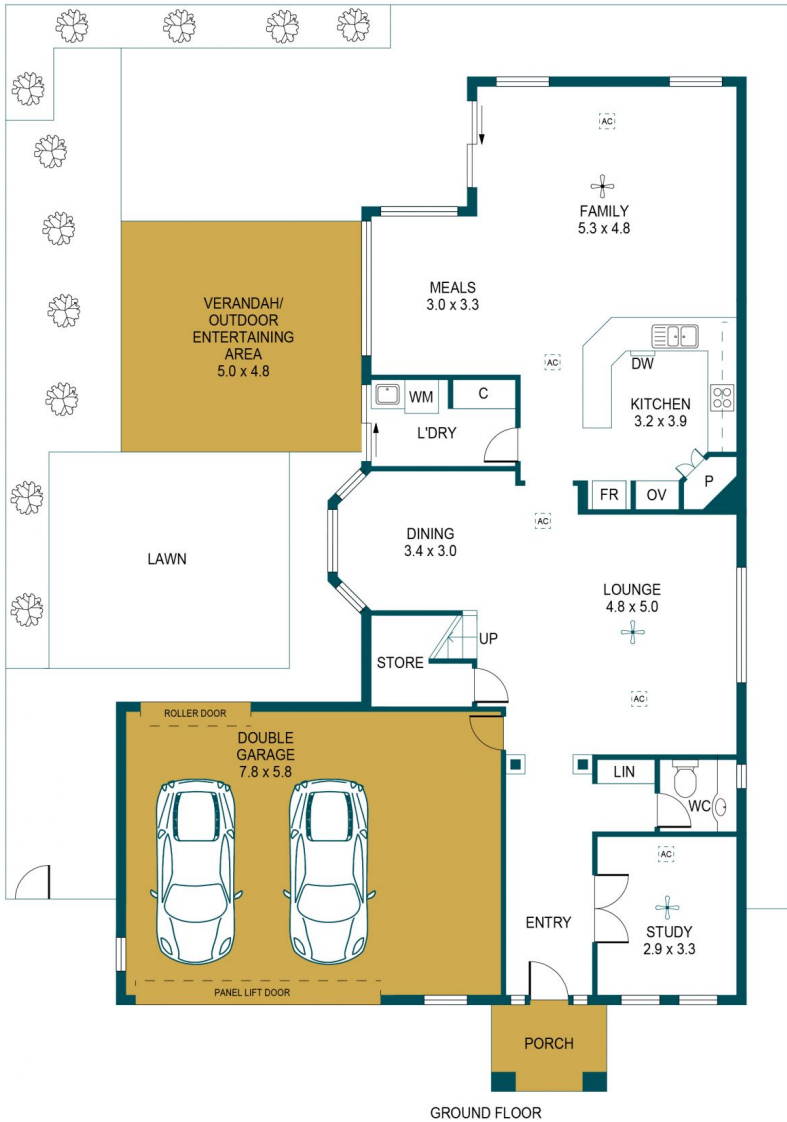 AC
FAMILY
5.3 x 4.8
MEALS
3.0 x 3.3
VERANDAH/
OUTDOOR
ENTERTAINING
AREA
5.0 x 4.8
AC
DW
KITCHEN
3.2 x 3.9
WM
C
L'DRY
FR
OV
P
AC
DINING
3.4 x 3.0
LAWN
LOUNGE
4.8 x 5.0
UP
STORE
AC
ROLLER DOOR
DOUBLE
GARAGE
7.8 x 5.8
LIN
WC
AC
ENTRY
STUDY
2.9 x 3.3
PANEL LIFT DOOR
PORCH
GROUND FLOOR